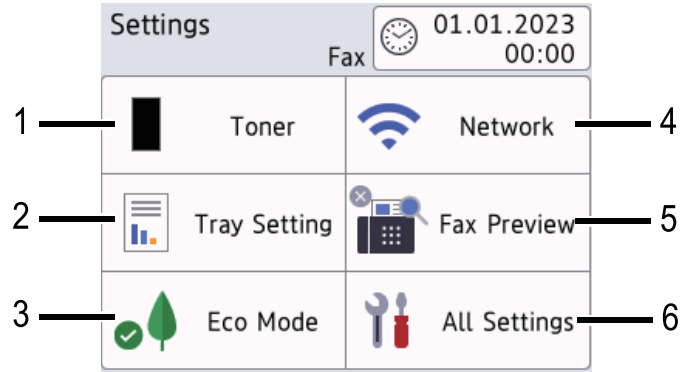 Settings
Fax
01.01.2023
00:00
1
Toner
Network
4
2
Tray Setting
Fax Preview
5
3
Eco Mode
All Settings
6